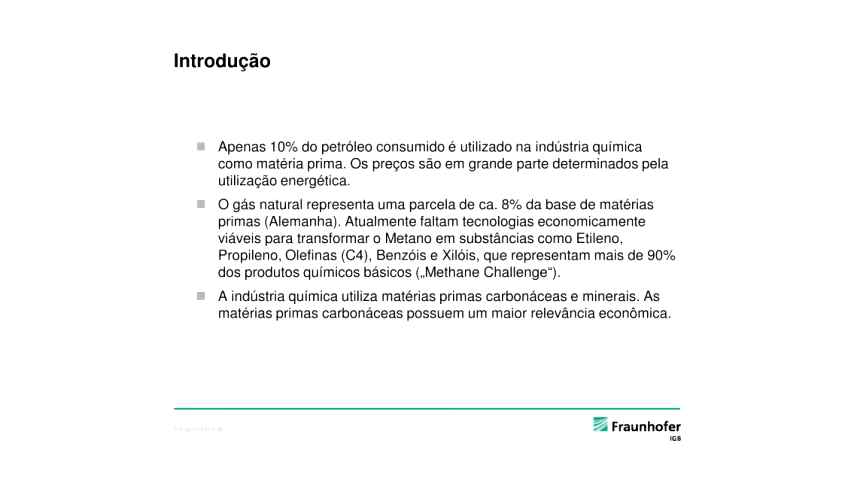 Introdução
Apenas 10% do petróleo consumido é utilizado na indústria química
como matéria prima. Os preços são em grande parte determinados pela
utilização energética.
O gás natural representa uma parcela de ca. 8% da base de matérias
primas (Alemanha). Atualmente faltam tecnologias economicamente
viáveis para transformar o Metano em substâncias como Etileno,
Propileno, Olefinas (C4), Benzóis e Xilóis, que representam mais de 90%
dos produtos químicos básicos („Methane Challenge“).
A indústria química utiliza matérias primas carbonáceas e minerais. As
matérias primas carbonáceas possuem um maior relevância econômica.
Fraunhofer
IGB